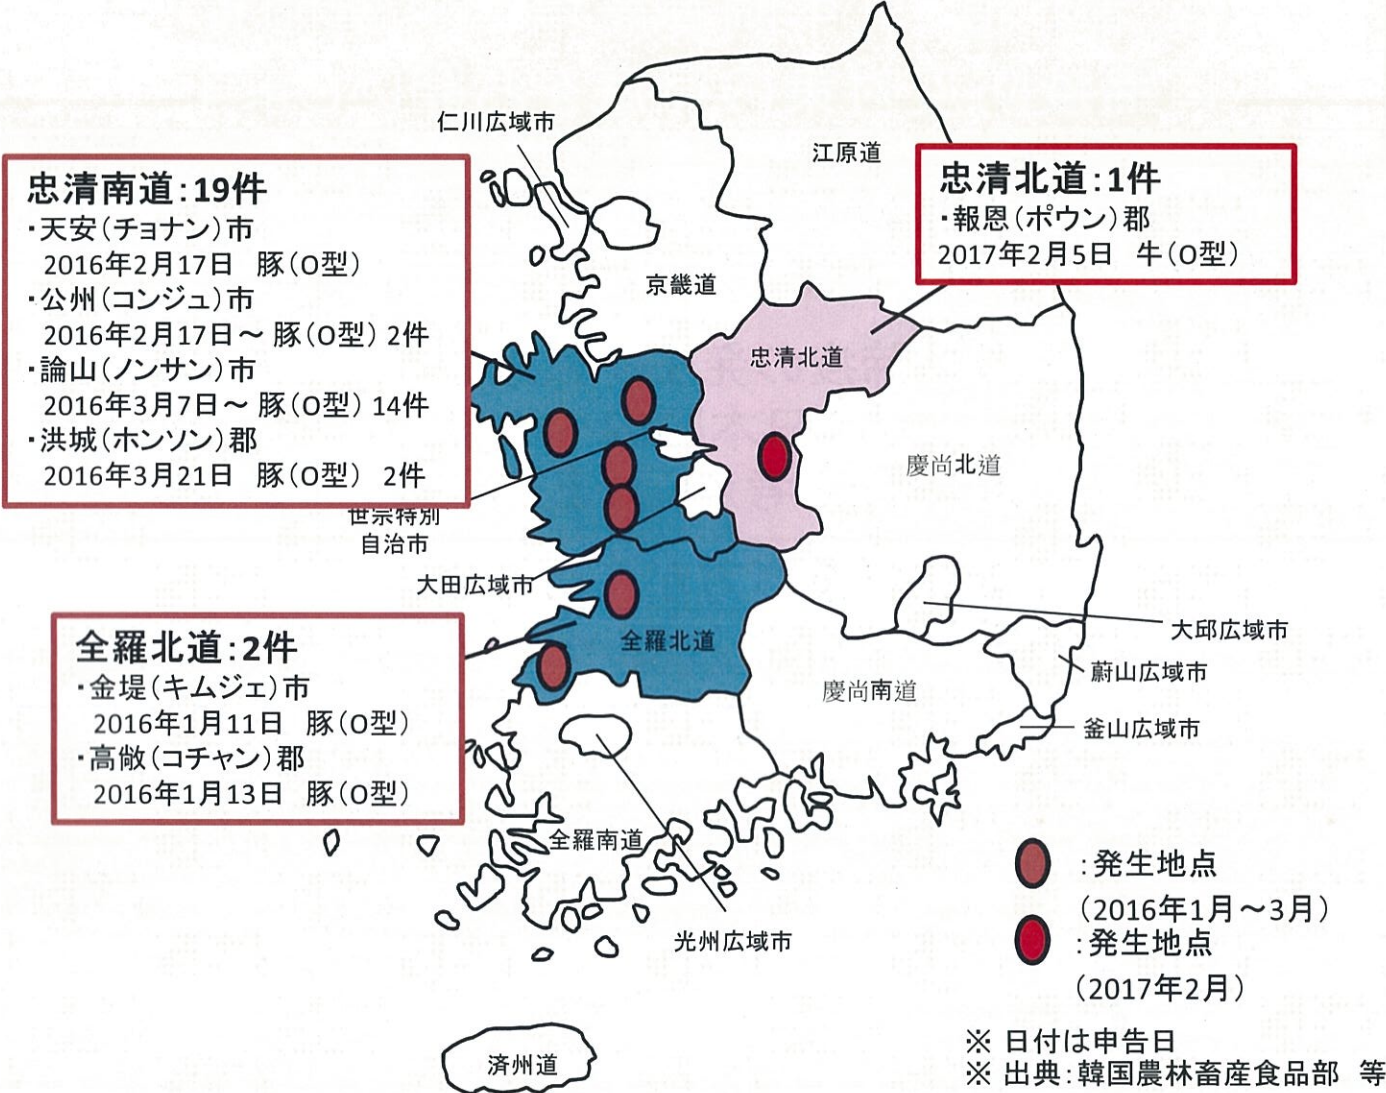 仁川広域市
江原道
忠清南道：19件
・天安（チョナン）市
2016年2月17日 豚（O型）
・公州（コンジュ）市
2016年2月17日～ 豚（O型） 2件
・論山（ノンサン）市
2016年3月7日～ 豚（O型） 14件
・洪城（ホンソン）郡
2016年3月21日 豚（O型） 2件
忠清北道：1件
・報恩（ポウン）郡
2017年2月5日 牛（O型）
京畿道
忠清北道
慶尚北道
世宗特別
自治市
大田広域市
全羅北道：2件
・金堤（キムジェ）市
2016年1月11日 豚（O型）
・高敞（コチャン）郡
2016年1月13日 豚（O型）
全羅北道
大邱広域市
蔚山広域市
慶尚南道
釜山広域市
全羅南道
光州広域市
済州道
：発生地点
（2016年1月～3月）
：発生地点
（2017年2月）
※ 日付は申告日
※ 出典：韓国農林畜産食品部 等